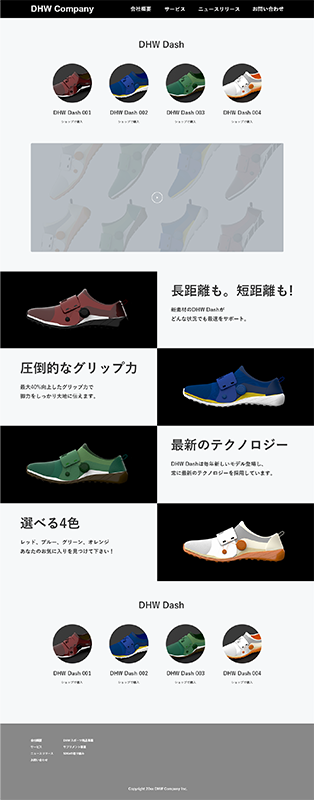 DHW Company
会社概要 サービス ニュースリリース お問い合わせ
DHW Dash
DHW Dash 001 DHW Dash 002 DHW Dash 003 DHW Dash 004
ショップで購入 ショップで購入 ショップで購入 ショップで購入
長距離も。短距離も!
新素材のDHW Dashが
どんな状況でも最速をサポート。
圧倒的なグリップ力
最大40%向上したグリップ力で
脚力をしっかり大地に伝えます。
最新のテクノロジー
DHW Dashは毎年新しいモデル登場し、
常に最新のテクノロジーを採用しています。
選べる4色
レッド、ブルー、グリーン、オレンジ
あなたのお気に入りを見つけて下さい!
DHW Dash
DHW Dash 001 DHW Dash 002 DHW Dash 003 DHW Dash 004
ショップで購入 ショップで購入 ショップで購入 ショップで購入
会社概要
サービス
ニュースリリース
お問い合わせ